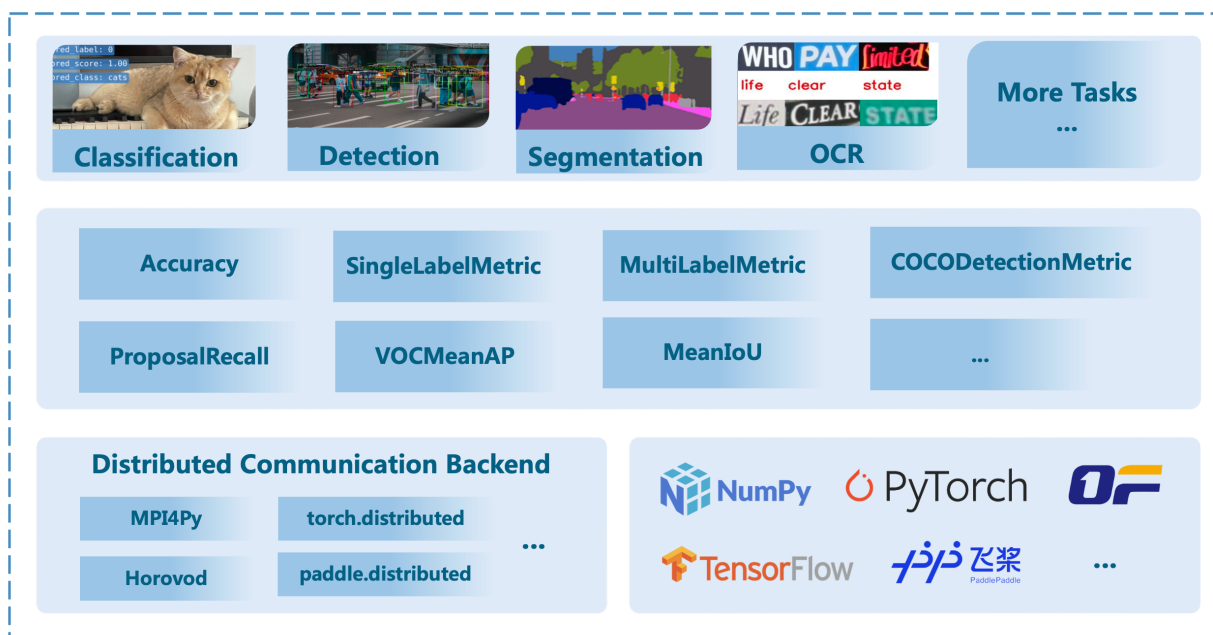 red_label: 0
pred_score: 1.00
pred_class: cats
Classification
Detection
Segmentation
WHO PAY limited
life clear state
Life CLEAR STATE
OCR
More Tasks
...
Accuracy
SingleLabelMetric
MultiLabelMetric
COCODetectionMetric
ProposalRecall
VOCMeanAP
MeanIoU
...
Distributed Communication Backend
MPI4Py
torch.distributed
Horovod
paddle.distributed
...
NumPy
PyTorch
OF
TensorFlow
飞桨
PaddlePaddle
...